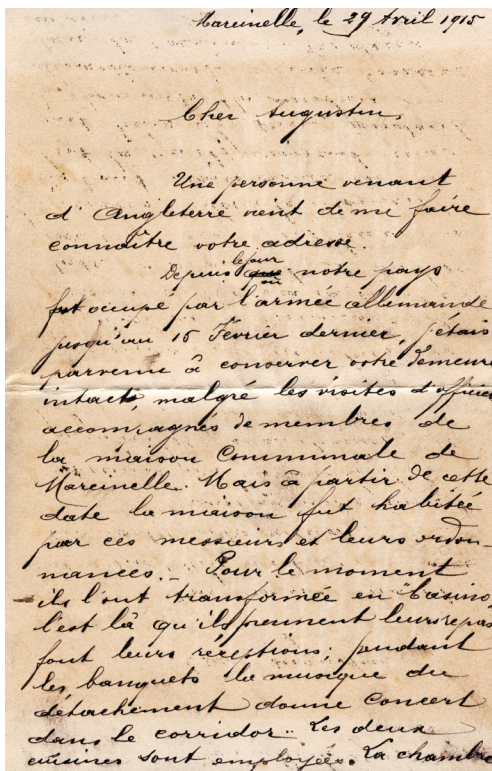 Marcinelle, le 29 Avril 1915
Cher Augustin,
Une personne venant
d'Angleterre vient de me faire
connaître votre adresse.
Depuis le jour où notre pays
fut occupé par l'armée allemande
jusqu'au 15 Février dernier, j'étais
parvenu à conserver votre demeure
intacte, malgré les visites d'officiers
accompagnés de membres de
la maison Communale de
Marcinelle. Mais à partir de cette
date la maison fut habitée
par ces messieurs et leurs ordon-
nances. - Pour le moment
ils l'ont transformée en "Casino",
c'est là qu'ils prennent leurs repas
font leurs réceptions; pendant
les banquets la musique du
détachement donne concert
dans le corridor. Les deux
cuisines sont employées. La chambre